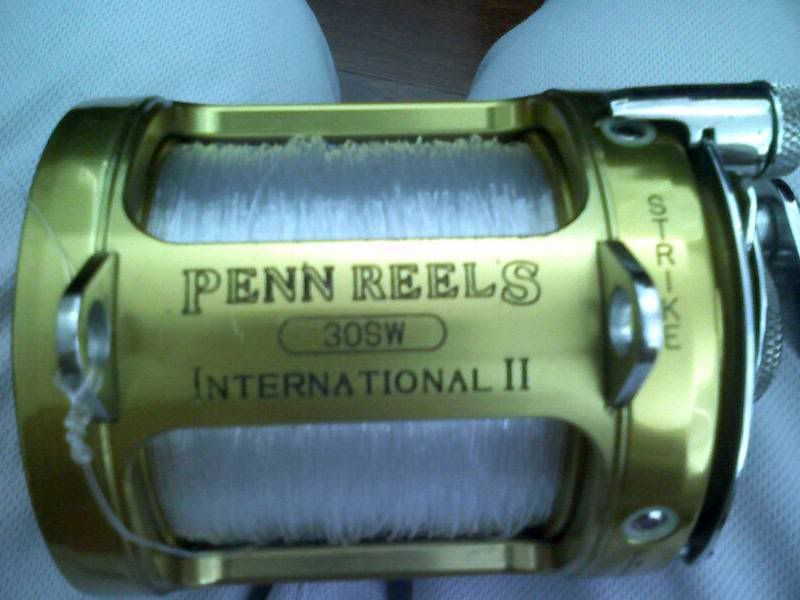 PENN REELS
30SW
INTERNATIONAL II
STRIKE